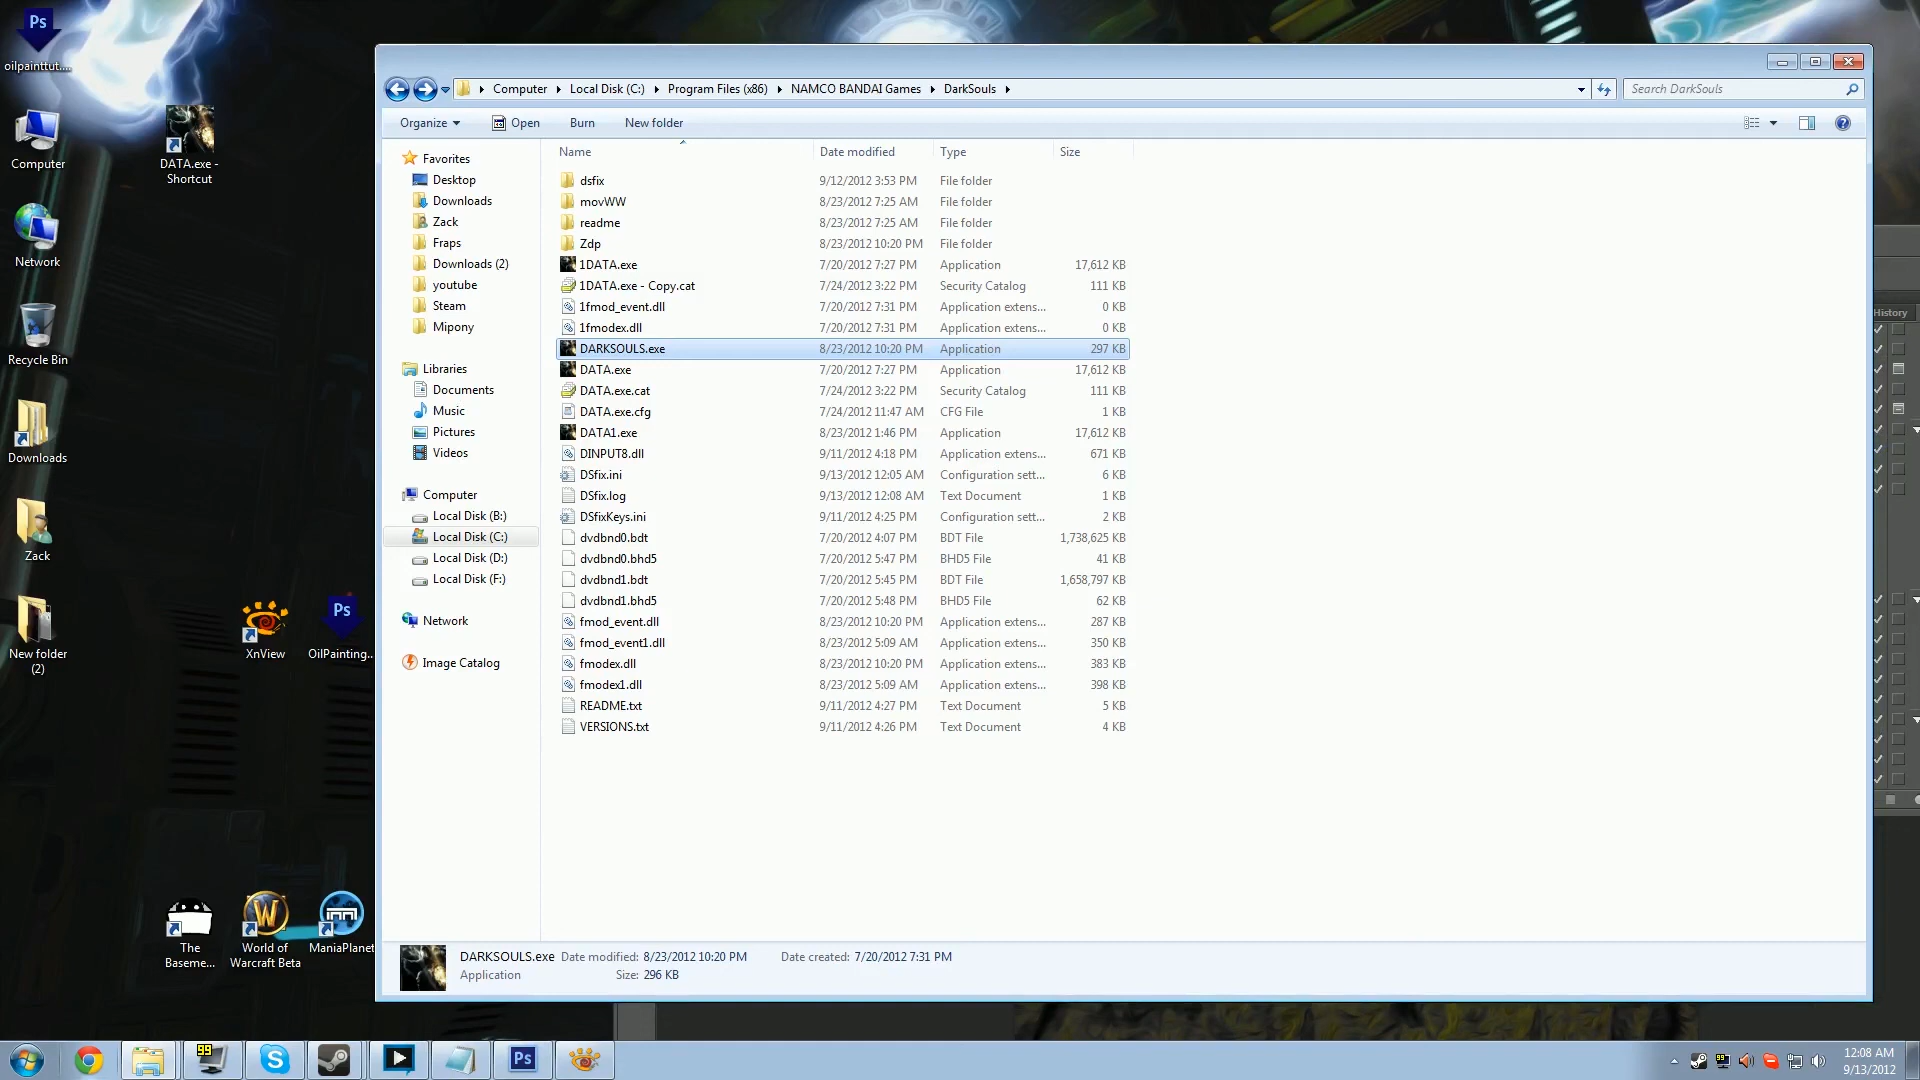 Ps
oilpainttut....
Computer
DATA.exe -
Shortcut
Network
Recycle Bin
Downloads
Zack
New folder
(2)
XnView
Ps
OilPainting...
The
Baseme...
World of
Warcraft Beta
ManiaPlanet
Computer
Local Disk (C:)
Program Files (x86)
NAMCO BANDAI Games
DarkSouls
Search DarkSouls
Organize
Open
Burn
New folder
Favorites
Desktop
Downloads
Zack
Fraps
Downloads (2)
youtube
Steam
Mipony
Libraries
Documents
Music
Pictures
Videos
Computer
Local Disk (B:)
Local Disk (C:)
Local Disk (D:)
Local Disk (F:)
Network
Image Catalog
Name Date modified Type Size
dsfix 9/12/2012 3:53 PM File folder
movWW 8/23/2012 7:25 AM File folder
readme 8/23/2012 7:25 AM File folder
Zdp 8/23/2012 10:20 PM File folder
1DATA.exe 7/20/2012 7:27 PM Application 17,612 KB
1DATA.exe - Copy.cat 7/24/2012 3:22 PM Security Catalog 111 KB
1fmod_event.dll 7/20/2012 7:31 PM Application extens... 0 KB
1fmodex.dll 7/20/2012 7:31 PM Application extens... 0 KB
DARKSOULS.exe 8/23/2012 10:20 PM Application 297 KB
DATA.exe 7/20/2012 7:27 PM Application 17,612 KB
DATA.exe.cat 7/24/2012 3:22 PM Security Catalog 111 KB
DATA.exe.cfg 7/24/2012 11:47 AM CFG File 1 KB
DATA1.exe 8/23/2012 1:46 PM Application 17,612 KB
DINPUT8.dll 9/11/2012 4:18 PM Application extens... 671 KB
DSfix.ini 9/13/2012 12:05 AM Configuration sett... 6 KB
DSfix.log 9/13/2012 12:08 AM Text Document 1 KB
DSfixKeys.ini 9/11/2012 4:25 PM Configuration sett... 2 KB
dvdbnd0.bdt 7/20/2012 4:07 PM BDT File 1,738,625 KB
dvdbnd0.bhd5 7/20/2012 5:47 PM BHD5 File 41 KB
dvdbnd1.bdt 7/20/2012 5:45 PM BDT File 1,658,797 KB
dvdbnd1.bhd5 7/20/2012 5:48 PM BHD5 File 62 KB
fmod_event.dll 8/23/2012 10:20 PM Application extens... 287 KB
fmod_event1.dll 8/23/2012 5:09 AM Application extens... 350 KB
fmodex.dll 8/23/2012 10:20 PM Application extens... 383 KB
fmodex1.dll 8/23/2012 5:09 AM Application extens... 398 KB
README.txt 9/11/2012 4:27 PM Text Document 5 KB
VERSIONS.txt 9/11/2012 4:26 PM Text Document 4 KB
DARKSOULS.exe Date modified: 8/23/2012 10:20 PM Date created: 7/20/2012 7:31 PM
Application Size: 296 KB
History
99
Ps
99
12:08 AM
9/13/2012